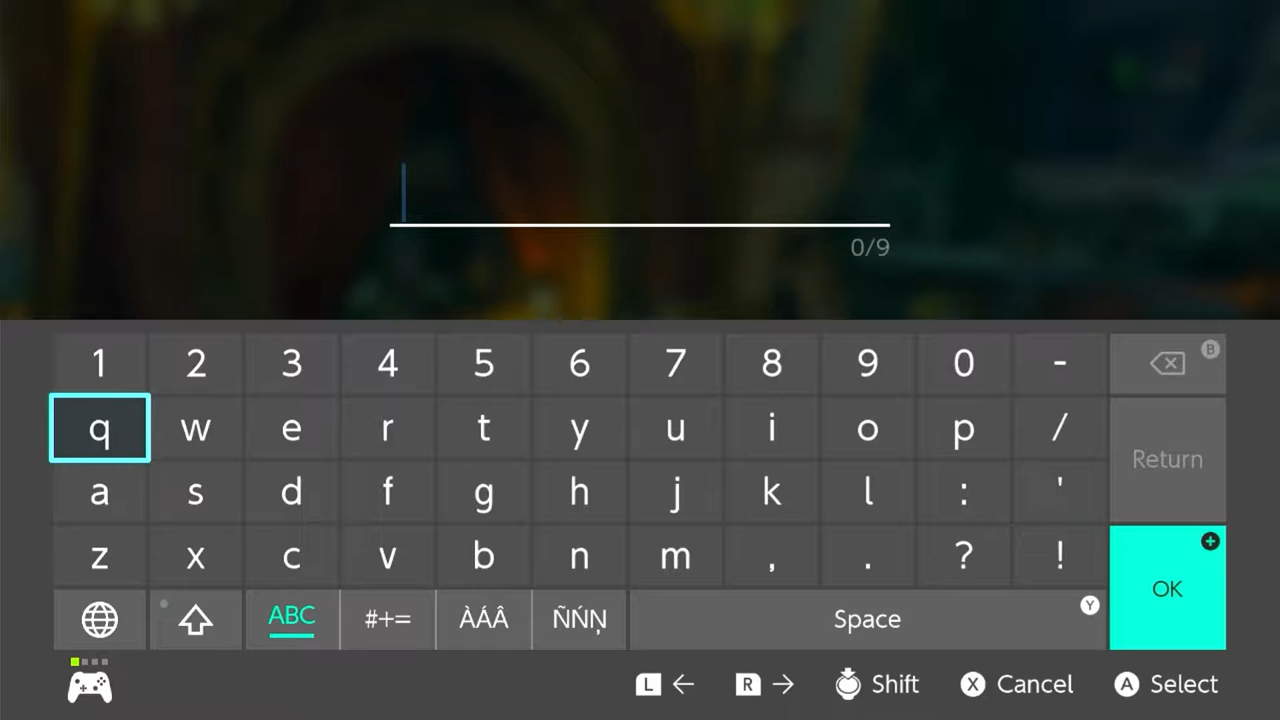 0/9
1 2 3 4 5 6 7 8 9 0 - B
q w e r t y u i o p /
Return
a s d f g h j k l : '
z x c v b n m , . ? !
OK
ABC #+= ÀÁÂ ÑŃŅ Space Y
L ← R → Shift X Cancel A Select